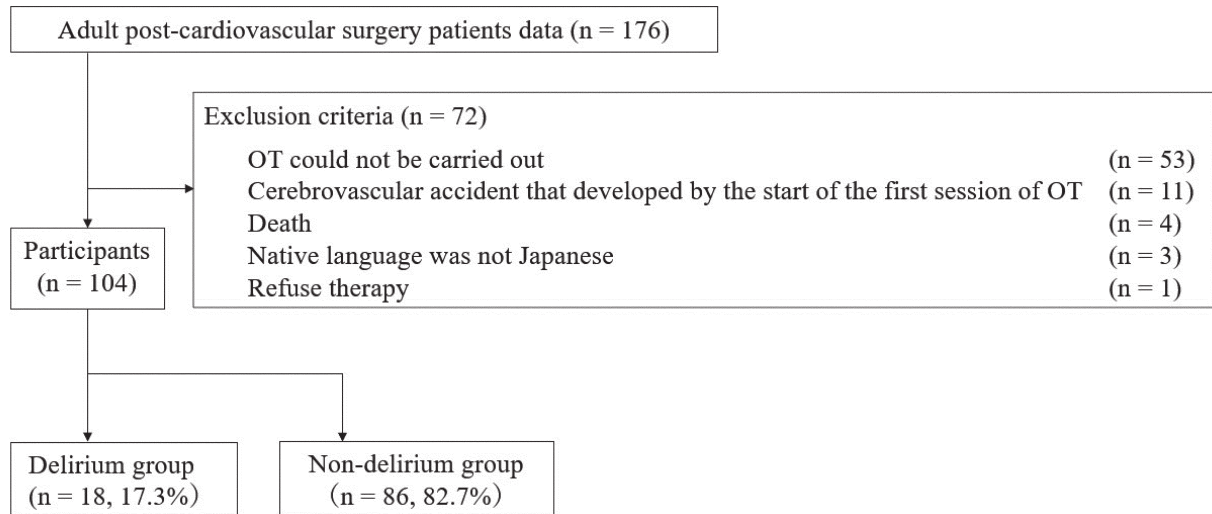 Adult post-cardiovascular surgery patients data (n = 176)
Exclusion criteria (n = 72)
OT could not be carried out (n = 53)
Cerebrovascular accident that developed by the start of the first session of OT (n = 11)
Death (n = 4)
Native language was not Japanese (n = 3)
Refuse therapy (n = 1)
Participants
(n = 104)
Delirium group
(n = 18, 17.3%)
Non-delirium group
(n = 86, 82.7%)